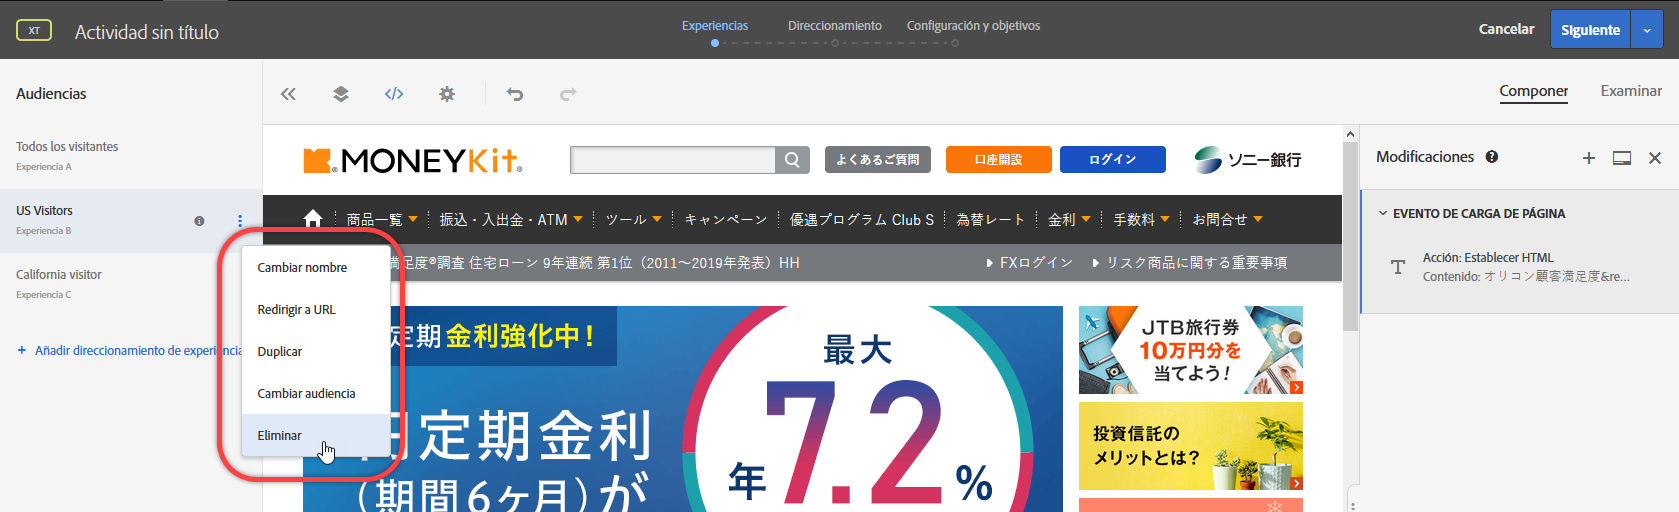 XT
Actividad sin título
Experiencias
Direccionamiento
Configuración y objetivos
Cancelar
Siguiente
Audiencias
Todos los visitantes
Experiencia A
US Visitors
Experiencia B
California visitor
Experiencia C
+ Añadir direccionamiento de experiencia
Cambiar nombre
Redirigir a URL
Duplicar
Cambiar audiencia
Eliminar
Componer
Examinar
MONEYKit
よくあるご質問
口座開設
ログイン
ソニー銀行
商品一覧
振込・入出金・ATM
ツール
キャンペーン
優遇プログラム Club S
為替レート
金利
手数料
お問合せ
満足度®調査 住宅ローン 9年連続 第1位（2011～2019年発表）HH
FXログイン
リスク商品に関する重要事項
定期 金利強化中！
円定期金利
（期間6ヶ月）が
最大
年7.2%
JTB旅行券
10万円分を
当てよう！
投資信託の
メリットとは？
Modificaciones
EVENTO DE CARGA DE PÁGINA
Acción: Establecer HTML
Contenido: オリコン顧客満足度&re...